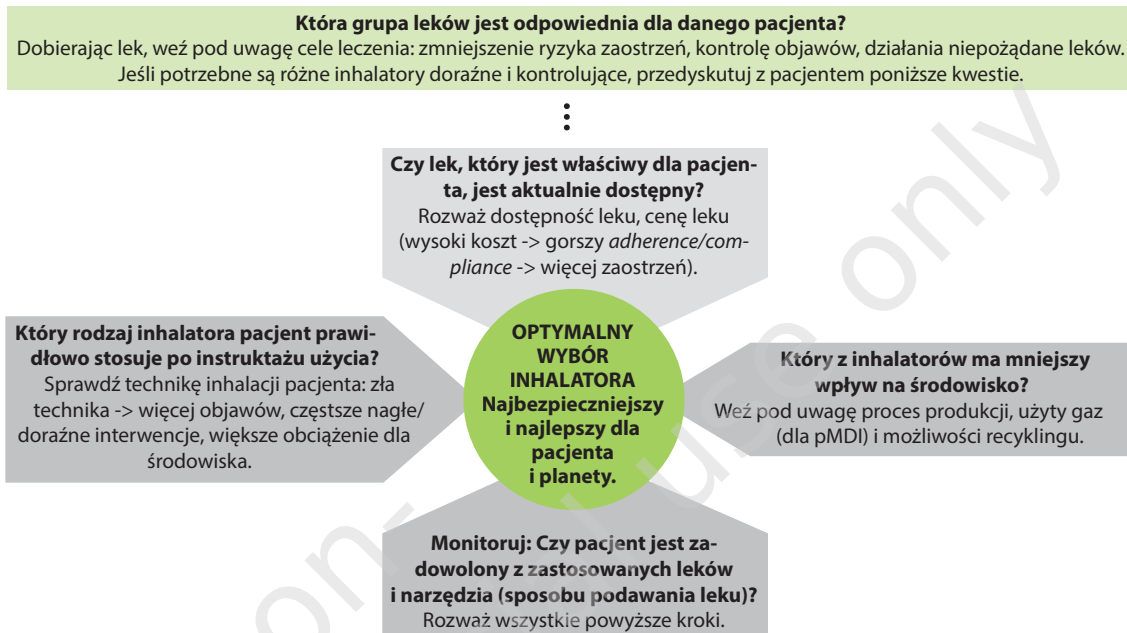 Która grupa leków jest odpowiednia dla danego pacjenta?
Dobierając lek, weź pod uwagę cele leczenia: zmniejszenie ryzyka zaostrzeń, kontrolę objawów, działania niepożądane leków.
Jeśli potrzebne są różne inhalatory doraźne i kontrolujące, przedyskutuj z pacjentem poniższe kwestie.
Czy lek, który jest właściwy dla pacjen-
ta, jest aktualnie dostępny?
Rozważ dostępność leku, cenę leku
(wysoki koszt -> gorszy adherence/com-
pliance -> więcej zaostrzeń).
Który rodzaj inhalatora pacjent prawi-
dłowo stosuje po instruktażu użycia?
Sprawdź technikę inhalacji pacjenta: zła
technika -> więcej objawów, częstsze nagłe/
doraźne interwencje, większe obciążenie dla
środowiska.
OPTYMALNY
WYBÓR
INHALATORA
Najbezpieczniejszy
i najlepszy dla
pacjenta
i planety.
Który z inhalatorów ma mniejszy
wpływ na środowisko?
Weź pod uwagę proces produkcji, użyty gaz
(dla pMDI) i możliwości recyklingu.
Monitoruj: Czy pacjent jest za-
dowolony z zastosowanych leków
i narzędzia (sposobu podawania leku)?
Rozważ wszystkie powyższe kroki.